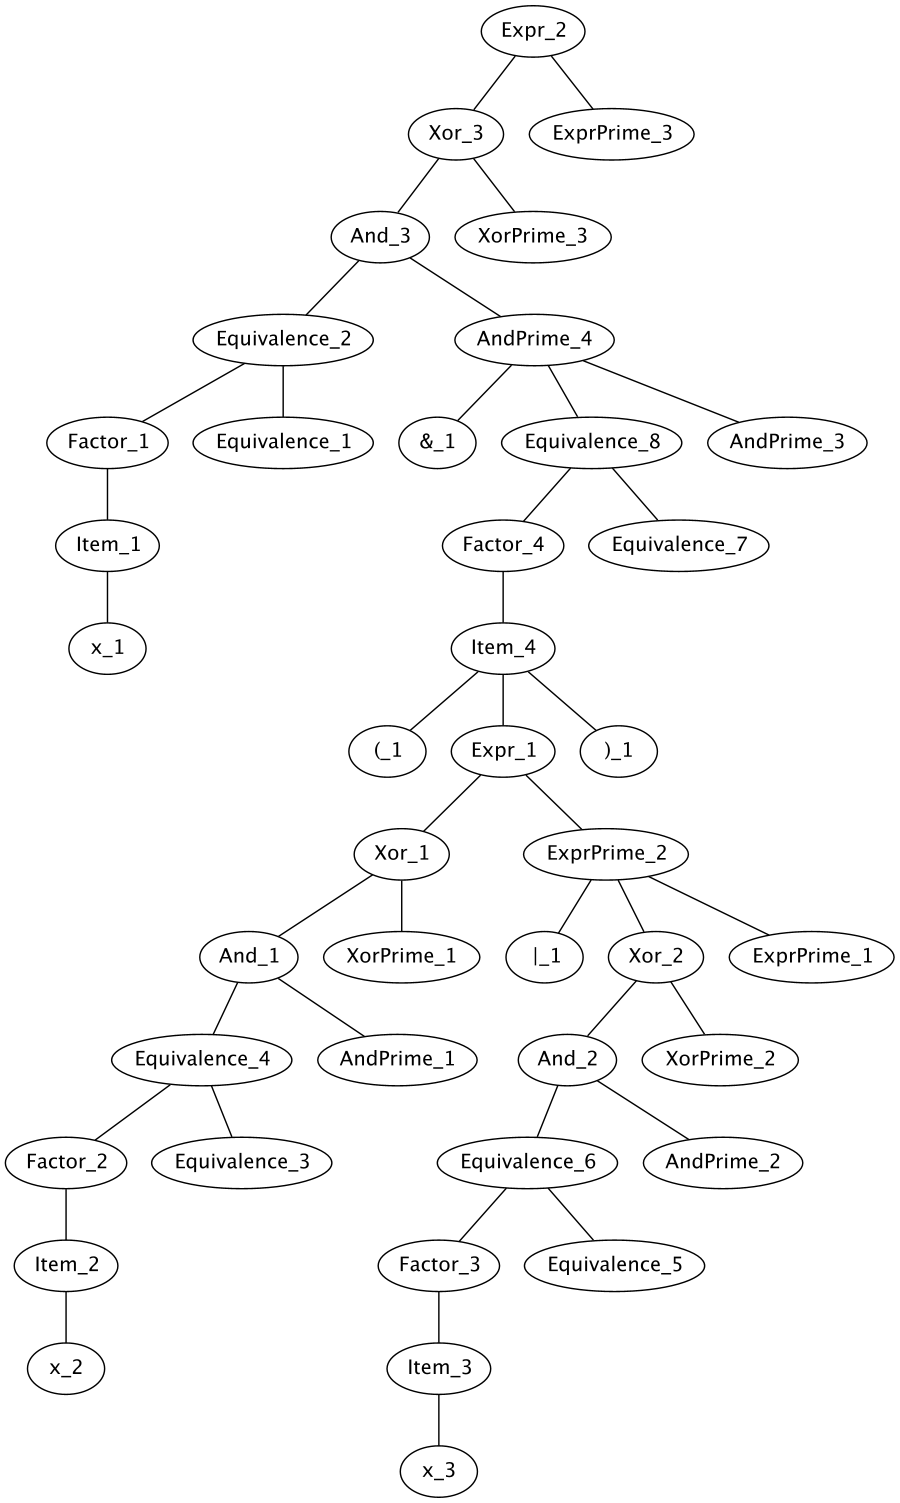 Expr_2
Xor_3 ExprPrime_3
And_3 XorPrime_3
Equivalence_2 AndPrime_4
Factor_1 Equivalence_1 &_1 Equivalence_8 AndPrime_3
Item_1 Factor_4 Equivalence_7
x_1 Item_4
(_1 Expr_1 )_1
Xor_1 ExprPrime_2
And_1 XorPrime_1 |_1 Xor_2 ExprPrime_1
Equivalence_4 AndPrime_1 And_2 XorPrime_2
Factor_2 Equivalence_3 Equivalence_6 AndPrime_2
Item_2 Factor_3 Equivalence_5
x_2 Item_3
x_3